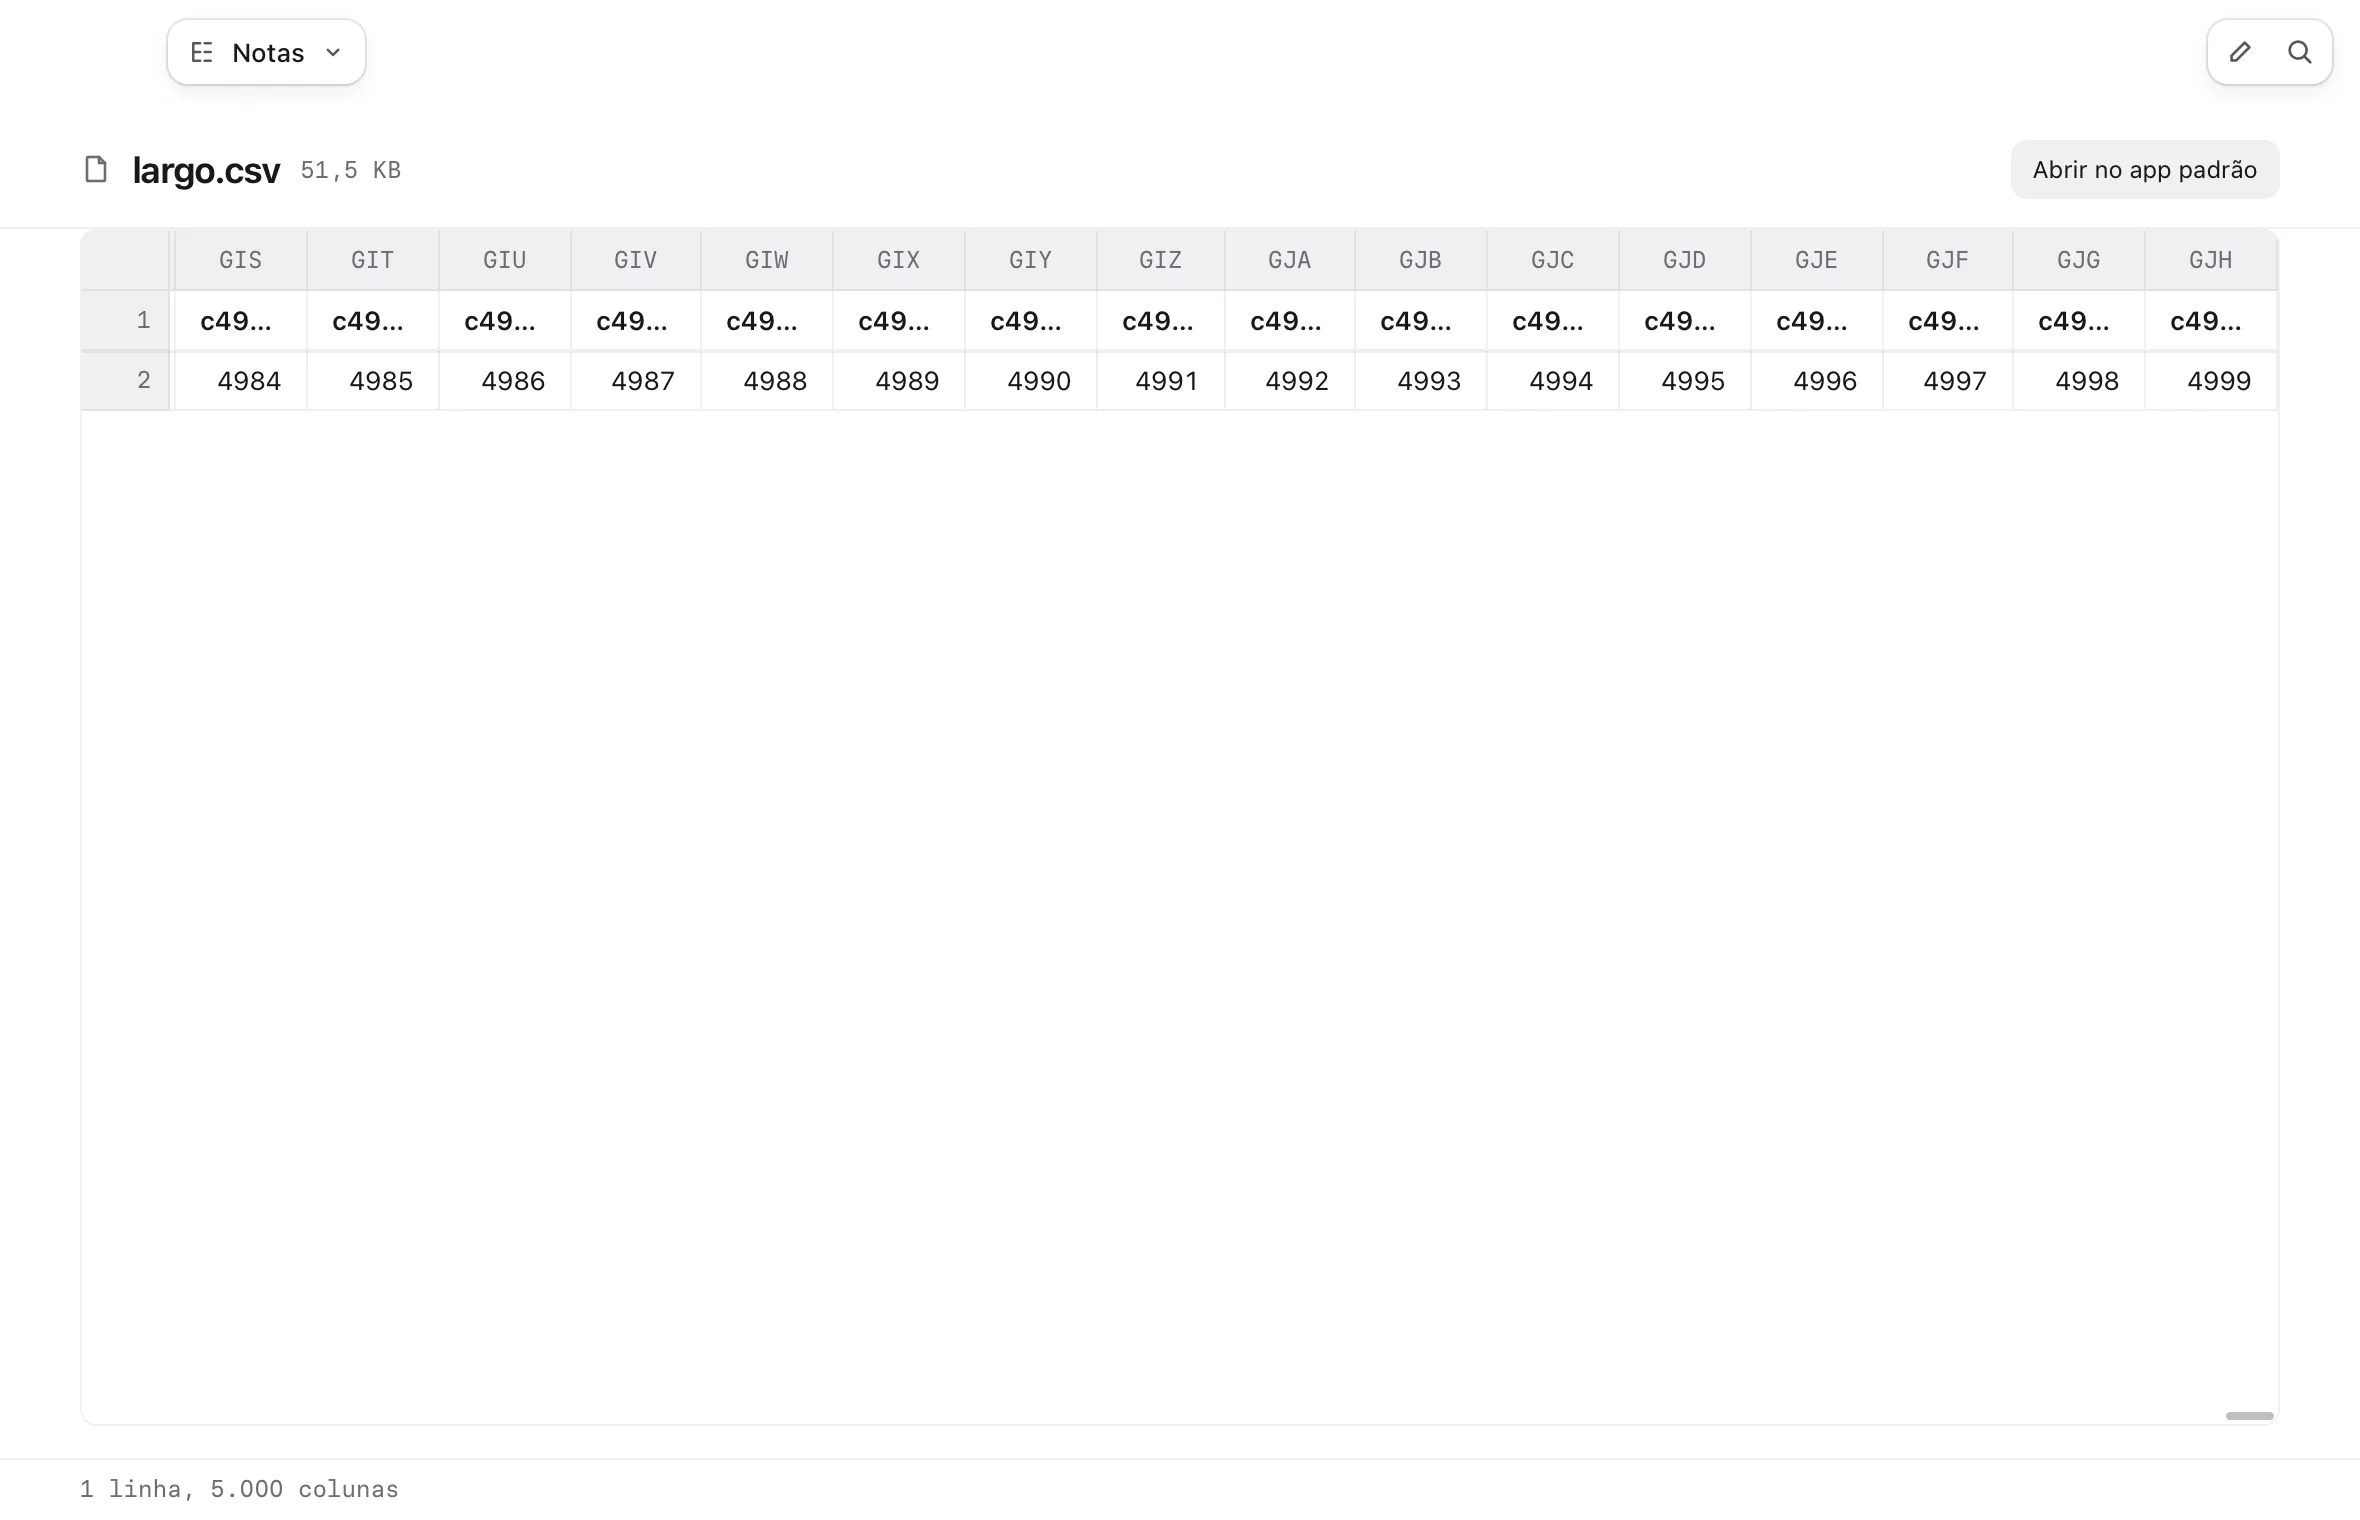 Notas
largo.csv 51,5 KB
Abrir no app padrão
GIS GIT GIU GIV GIW GIX GIY GIZ GJA GJB GJC GJD GJE GJF GJG GJH
1 c49... c49... c49... c49... c49... c49... c49... c49... c49... c49... c49... c49... c49... c49... c49... c49...
2 4984 4985 4986 4987 4988 4989 4990 4991 4992 4993 4994 4995 4996 4997 4998 4999
1 linha, 5.000 colunas